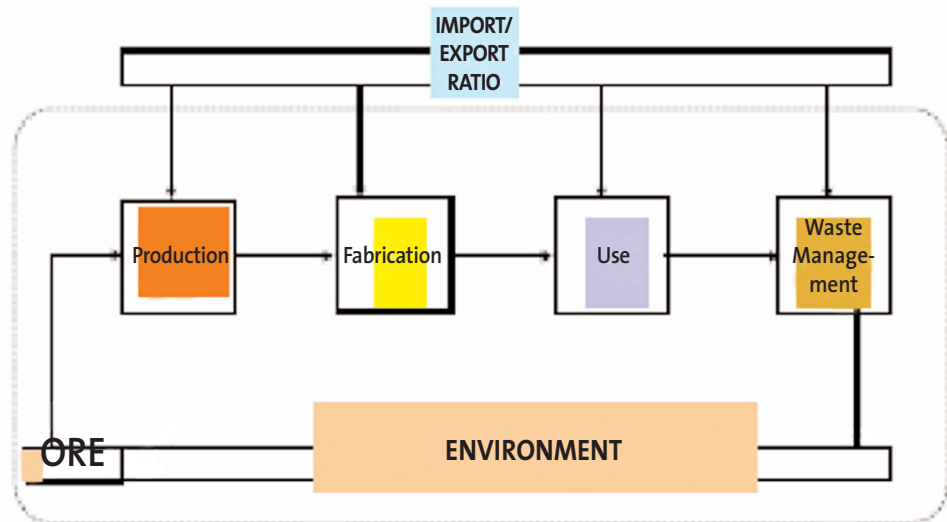 IMPORT/
EXPORT
RATIO
Production
Fabrication
Use
Waste
Manage-
ment
ORE
ENVIRONMENT